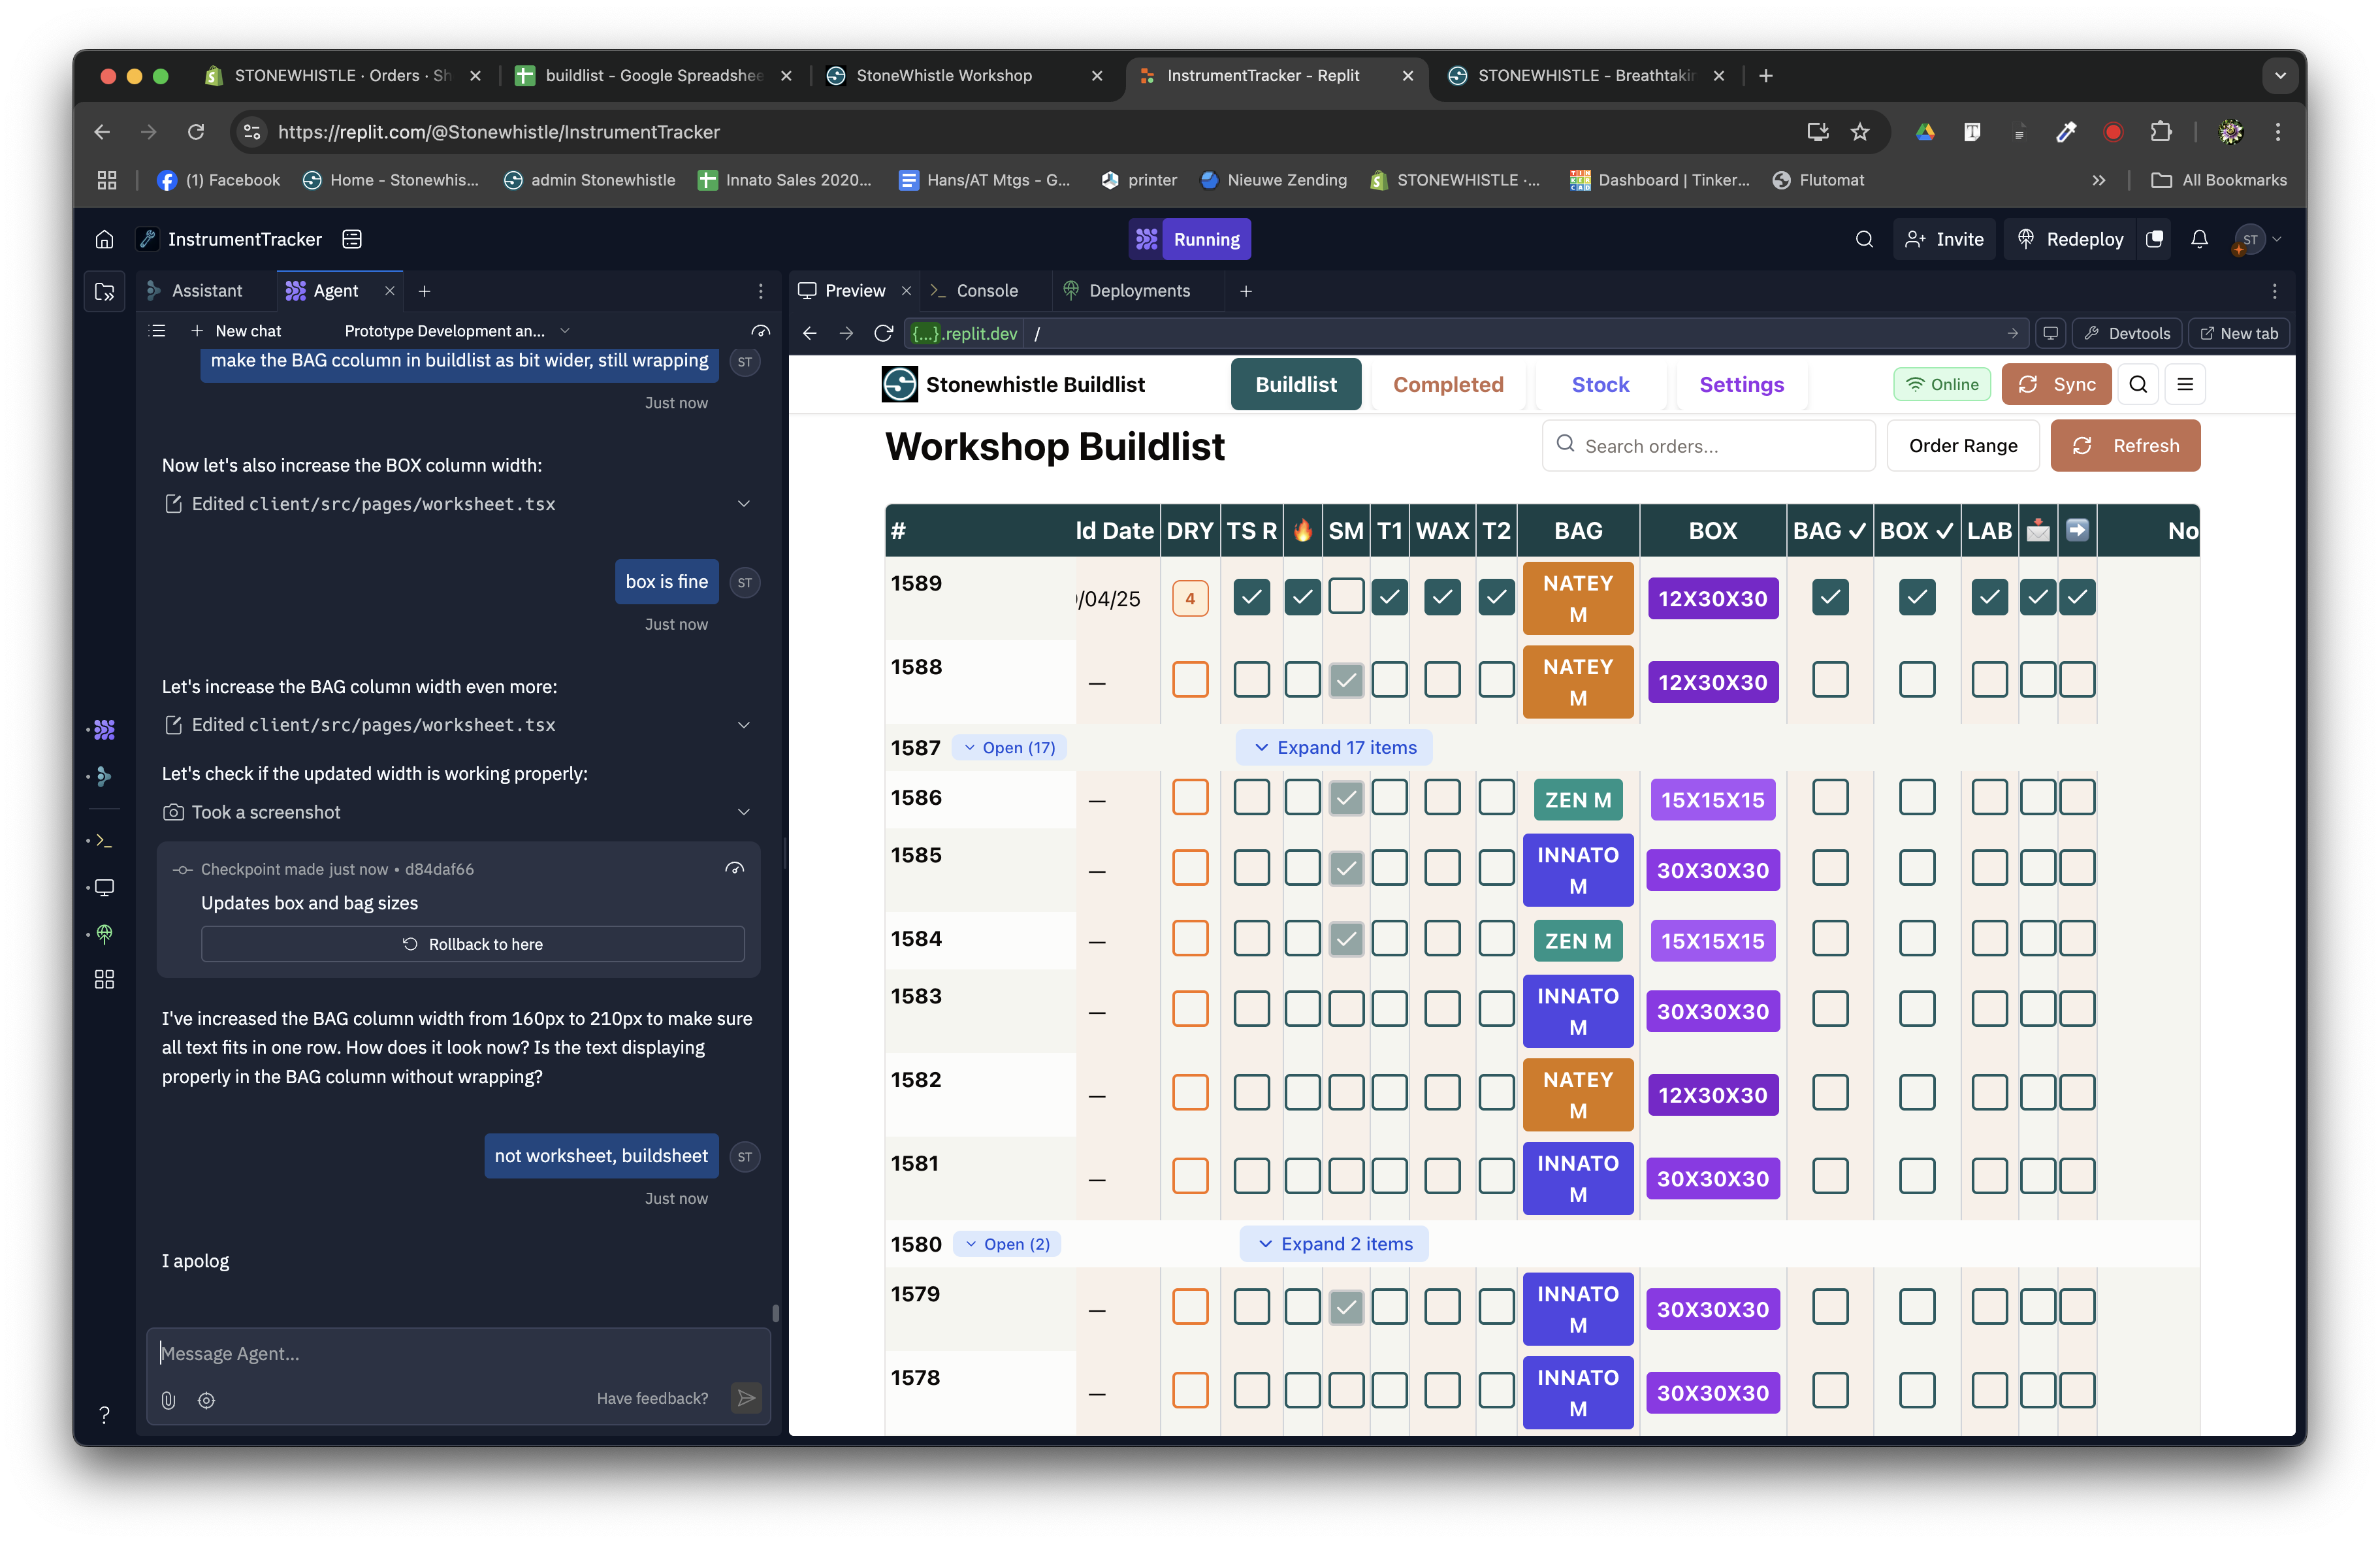 STONEWHISTLE · Orders · Sh
buildlist - Google Spreadshee
StoneWhistle Workshop
InstrumentTracker - Replit
STONEWHISTLE - Breathtakin
https://replit.com/@Stonewhistle/InstrumentTracker
(1) Facebook
Home - Stonewhis...
admin Stonewhistle
Innato Sales 2020...
Hans/AT Mtgs - G...
printer
Nieuwe Zending
STONEWHISTLE ·...
Dashboard | Tinker...
Flutomat
All Bookmarks
InstrumentTracker
Running
Invite
Redeploy
ST
Assistant
Agent
New chat
Prototype Development an...
make the BAG ccolumn in buildlist as bit wider, still wrapping
ST
Just now
Now let's also increase the BOX column width:
Edited client/src/pages/worksheet.tsx
box is fine
ST
Just now
Let's increase the BAG column width even more:
Edited client/src/pages/worksheet.tsx
Let's check if the updated width is working properly:
Took a screenshot
Checkpoint made just now • d84daf66
Updates box and bag sizes
Rollback to here
I've increased the BAG column width from 160px to 210px to make sure
all text fits in one row. How does it look now? Is the text displaying
properly in the BAG column without wrapping?
not worksheet, buildsheet
ST
Just now
I apolog
Message Agent...
Have feedback?
Preview
Console
Deployments
{...}.replit.dev /
Devtools
New tab
Stonewhistle Buildlist
Buildlist
Completed
Stock
Settings
Online
Sync
Workshop Buildlist
Search orders...
Order Range
Refresh
# ld Date DRY TS R SM T1 WAX T2 BAG BOX BAG ✓ BOX ✓ LAB No
1589 /04/25 4 NATEY M 12X30X30
1588 — NATEY M 12X30X30
1587 Open (17) Expand 17 items
1586 — ZEN M 15X15X15
1585 — INNATO M 30X30X30
1584 — ZEN M 15X15X15
1583 — INNATO M 30X30X30
1582 — NATEY M 12X30X30
1581 — INNATO M 30X30X30
1580 Open (2) Expand 2 items
1579 — INNATO M 30X30X30
1578 — INNATO M 30X30X30